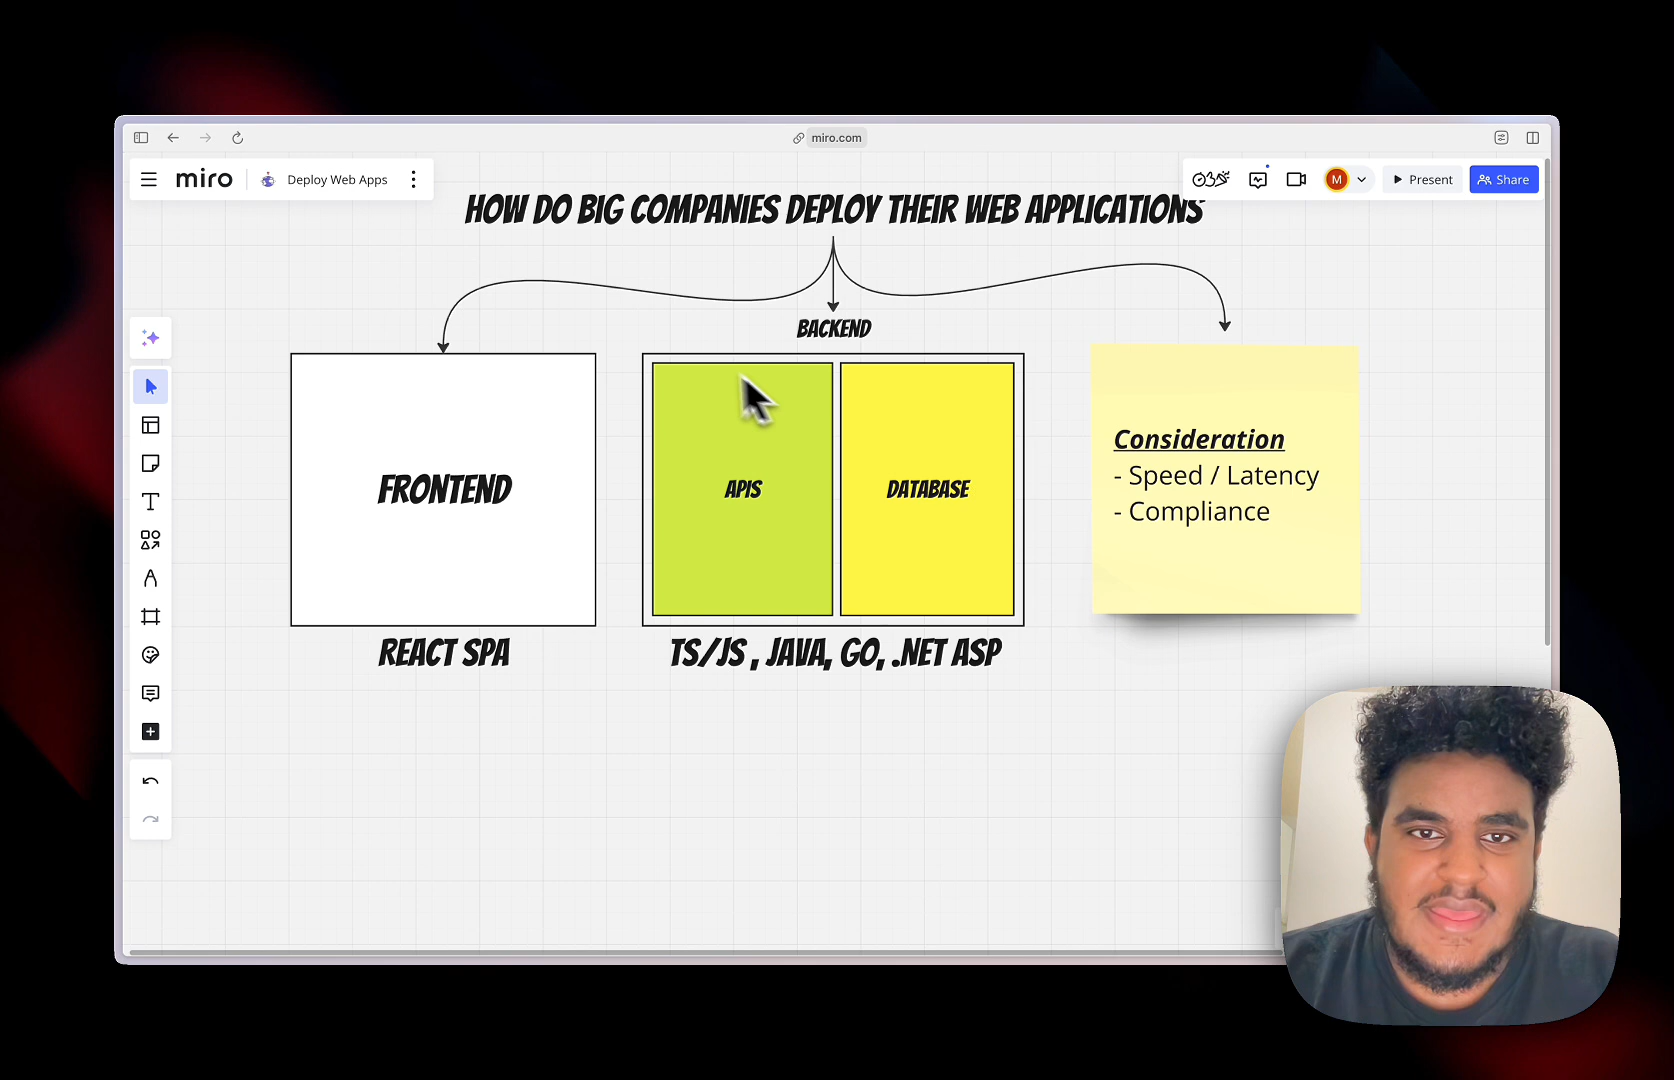 miro.com
miro
Deploy Web Apps
M
Present
Share
HOW DO BIG COMPANIES DEPLOY THEIR WEB APPLICATIONS
BACKEND
FRONTEND
APIS
DATABASE
Consideration
- Speed / Latency
- Compliance
REACT SPA
TS/JS , JAVA, GO, .NET ASP